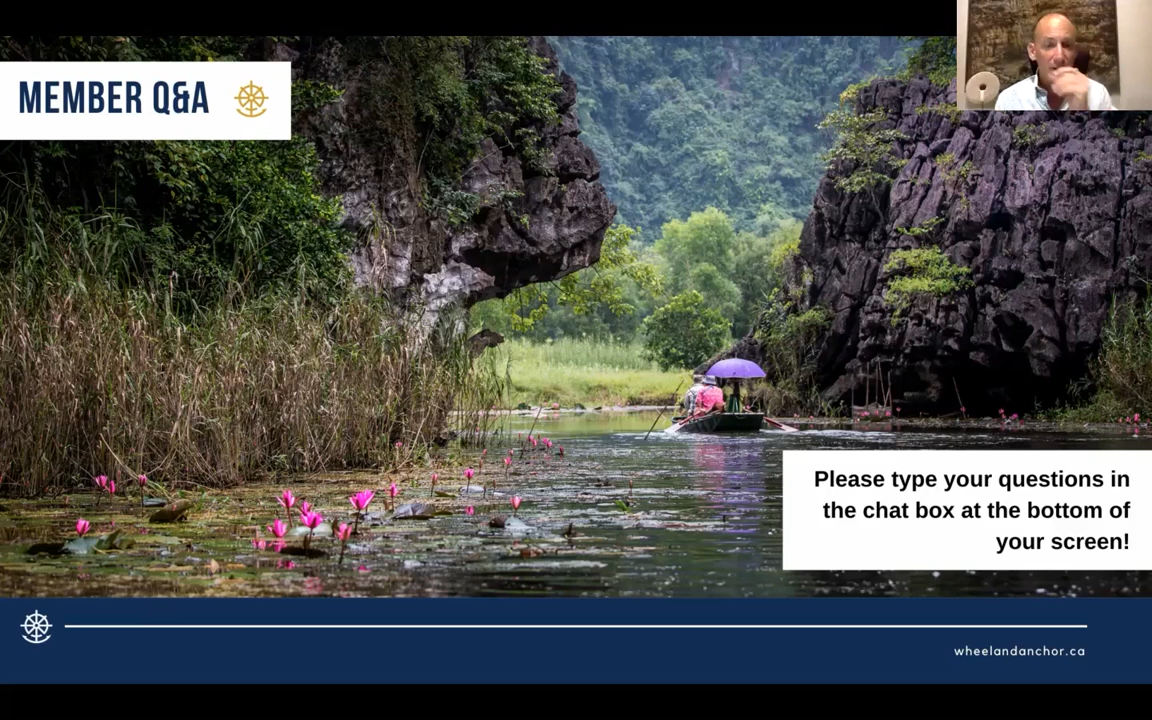 MEMBER Q&A
Please type your questions in
the chat box at the bottom of
your screen!
wheelandanchor.ca